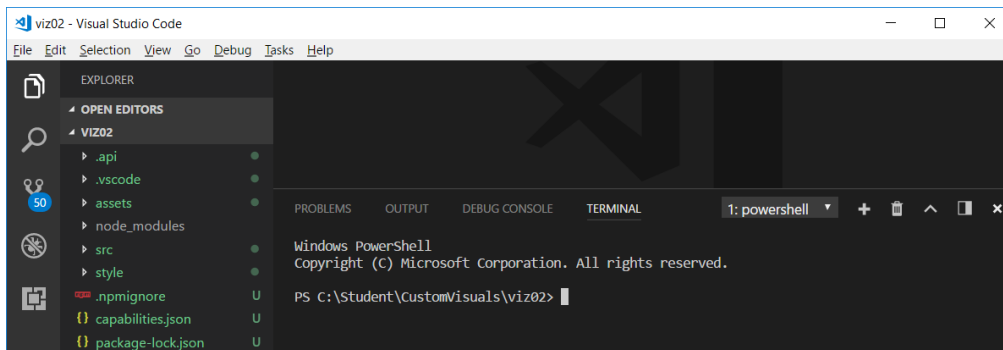 viz02 - Visual Studio Code
File Edit Selection View Go Debug Tasks Help
EXPLORER
OPEN EDITORS
VIZ02
.api
.vscode
assets
node_modules
src
style
npm .npmignore U
{} capabilities.json U
{} package-lock.json U
50
PROBLEMS OUTPUT DEBUG CONSOLE TERMINAL 1: powershell
Windows PowerShell
Copyright (C) Microsoft Corporation. All rights reserved.
PS C:\Student\CustomVisuals\viz02>